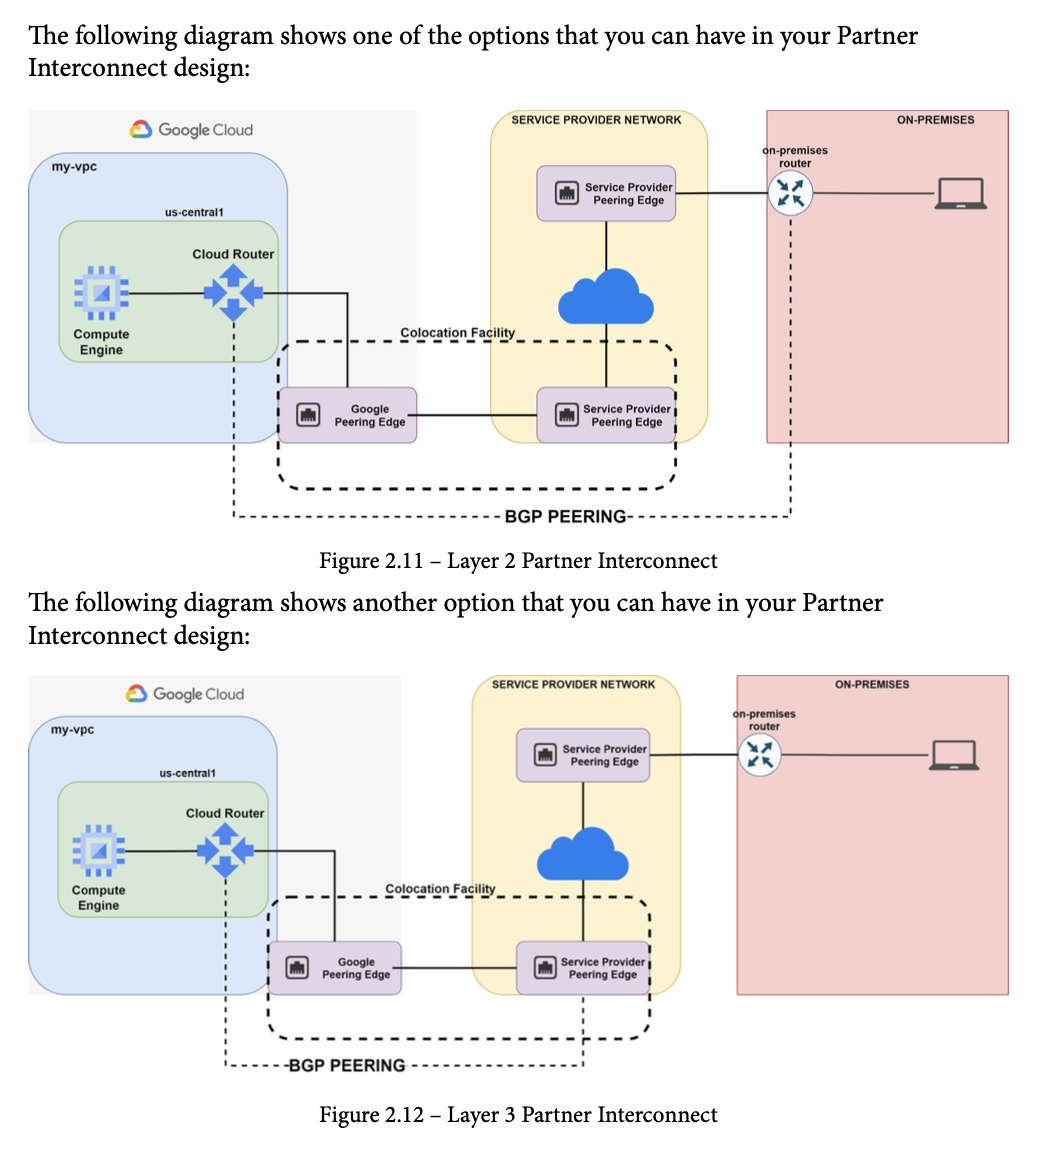 The following diagram shows one of the options that you can have in your Partner
Interconnect design:
Google Cloud
SERVICE PROVIDER NETWORK
ON-PREMISES
my-vpc
on-premises
router
us-central1
Service Provider
Peering Edge
Cloud Router
Compute
Engine
Colocation Facility
Google
Peering Edge
Service Provider
Peering Edge
BGP PEERING
Figure 2.11 – Layer 2 Partner Interconnect
The following diagram shows another option that you can have in your Partner
Interconnect design:
Google Cloud
SERVICE PROVIDER NETWORK
ON-PREMISES
my-vpc
on-premises
router
us-central1
Service Provider
Peering Edge
Cloud Router
Compute
Engine
Colocation Facility
Google
Peering Edge
Service Provider
Peering Edge
BGP PEERING
Figure 2.12 – Layer 3 Partner Interconnect